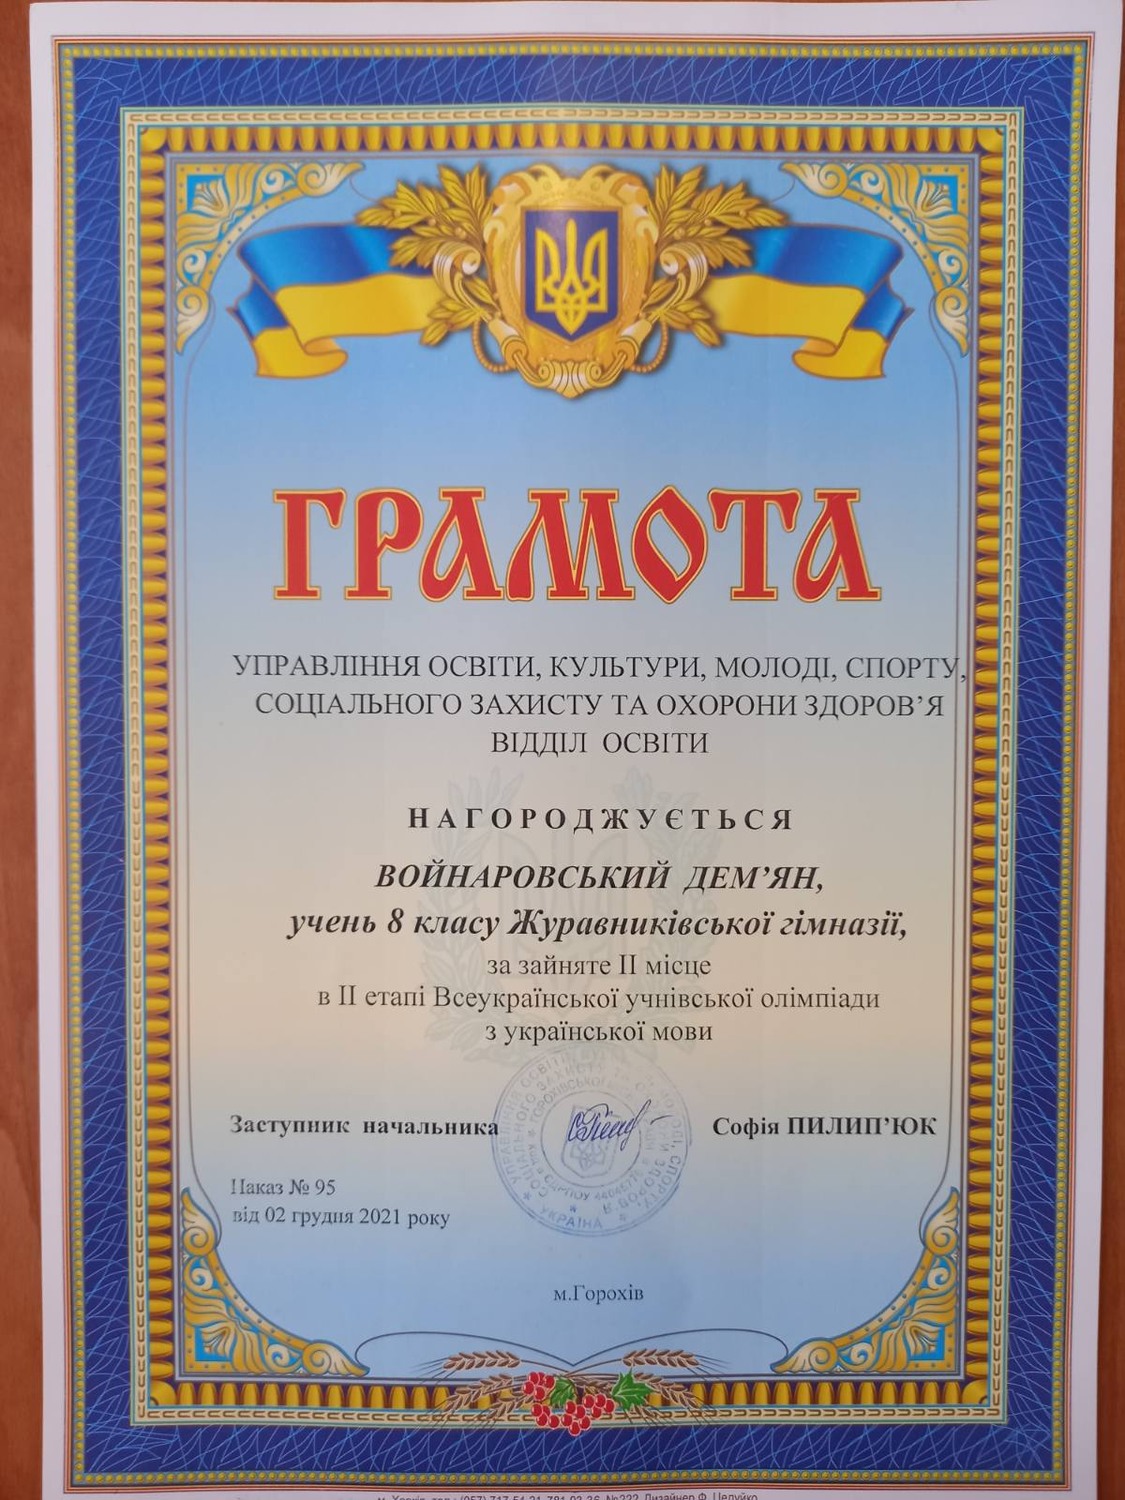 ГРАМОТА
УПРАВЛІННЯ ОСВІТИ, КУЛЬТУРИ, МОЛОДІ, СПОРТУ,
СОЦІАЛЬНОГО ЗАХИСТУ ТА ОХОРОНИ ЗДОРОВ’Я
ВІДДІЛ ОСВІТИ
НАГОРОДЖУЄТЬСЯ
ВОЙНАРОВСЬКИЙ ДЕМ’ЯН,
учень 8 класу Журавниківської гімназії,
за зайняте ІІ місце
в ІІ етапі Всеукраїнської учнівської олімпіади
з української мови
Заступник начальника
Софія ПИЛИП’ЮК
УКРАЇНА
Наказ № 95
від 02 грудня 2021 року
м.Горохів